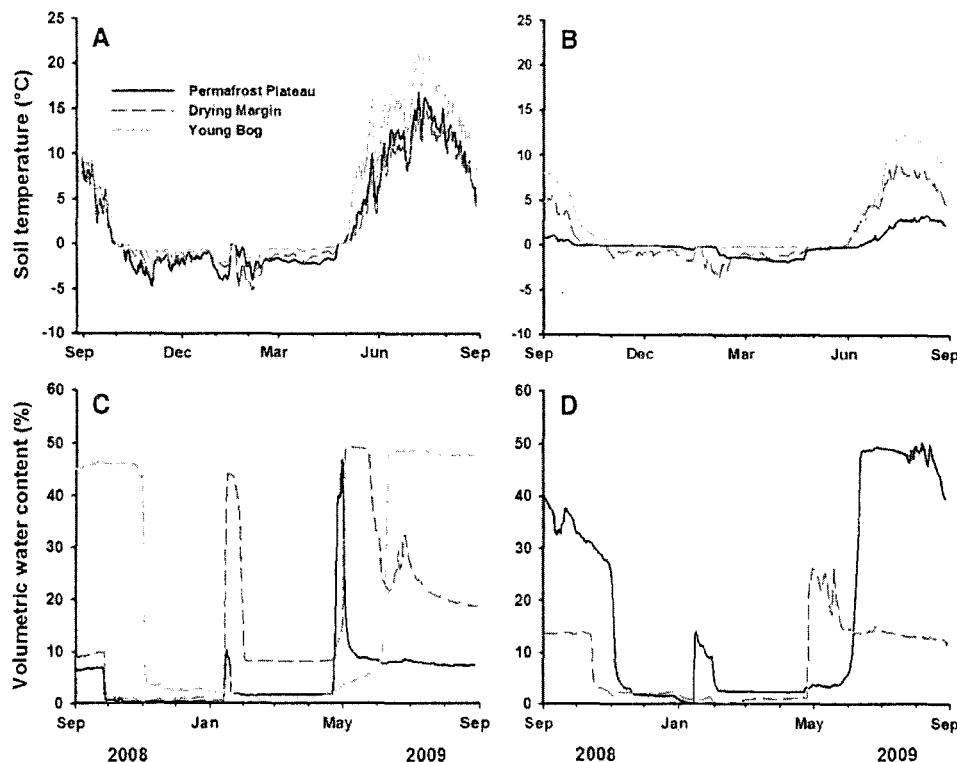 A
B
25
20
15
10
5
0
-5
-10
Soil temperature (°C)
Permafrost Plateau
Drying Margin
Young Bog
Sep Dec Mar Jun Sep
25
20
15
10
5
0
-5
-10
Sep Dec Mar Jun Sep
C
D
60
50
40
30
20
10
0
Volumetric water content (%)
Sep Jan May Sep
2008 2009
60
50
40
30
20
10
0
Sep Jan May Sep
2008 2009